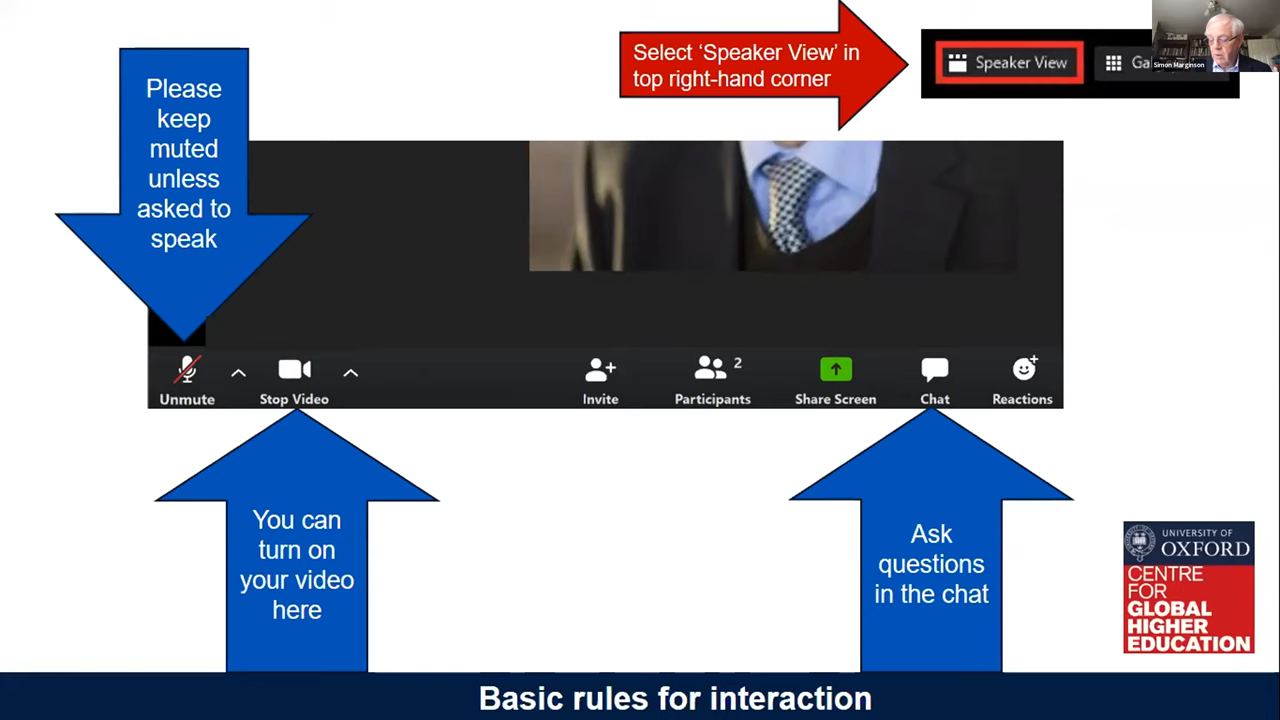 Select ‘Speaker View’ in
top right-hand corner
Speaker View
Simon Marginson
Please
keep
muted
unless
asked to
speak
2
Unmute
Stop Video
Invite
Participants
Share Screen
Chat
Reactions
You can
turn on
your video
here
Ask
questions
in the chat
UNIVERSITY OF
OXFORD
CENTRE
FOR
GLOBAL
HIGHER
EDUCATION
Basic rules for interaction